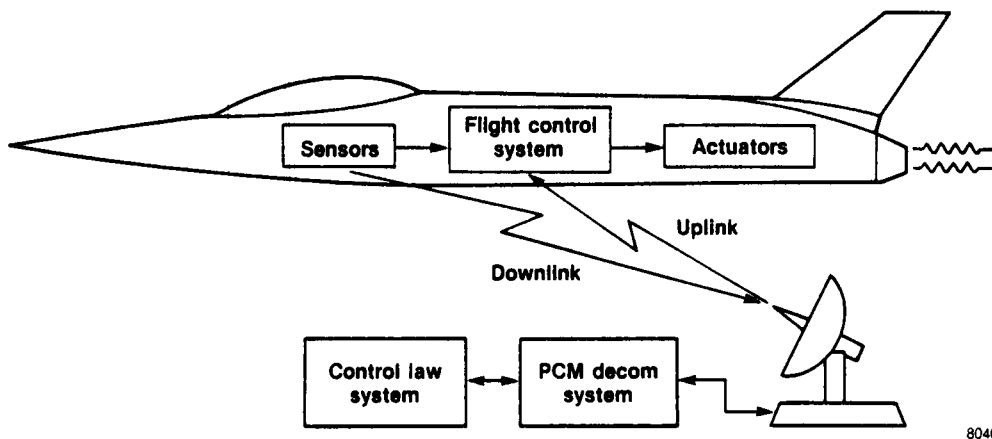 Sensors
Flight control
system
Actuators
Uplink
Downlink
Control law
system
PCM decom
system